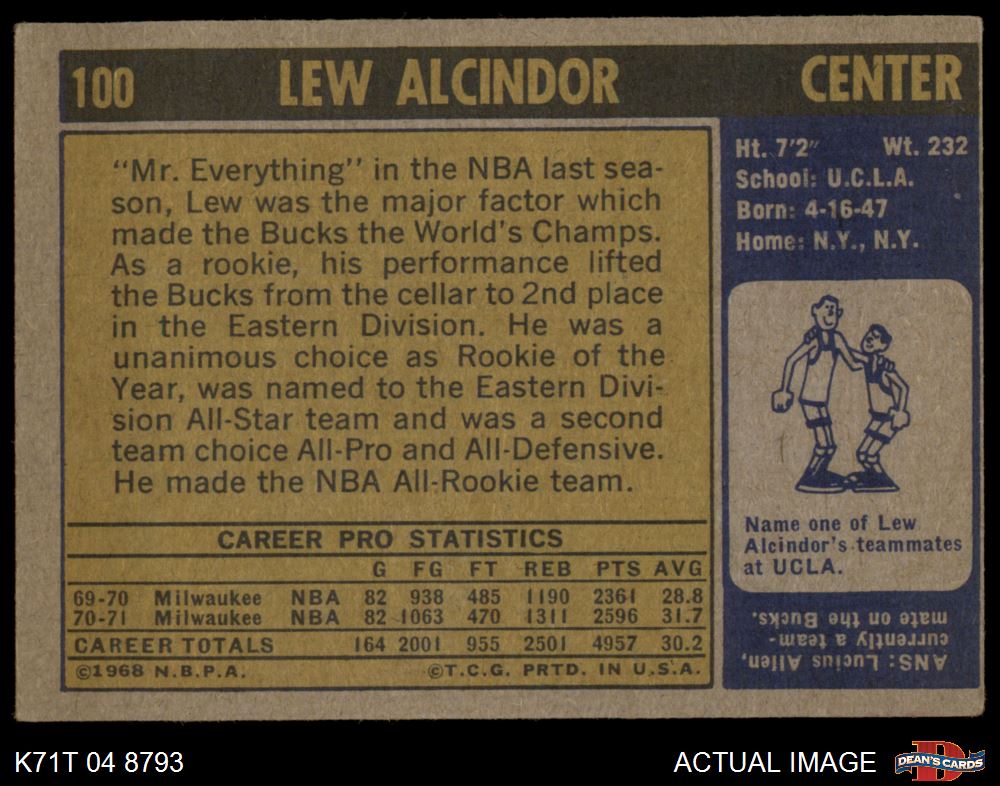 100 LEW ALCINDOR CENTER
"Mr. Everything" in the NBA last sea-
son, Lew was the major factor which
made the Bucks the World's Champs.
As a rookie, his performance lifted
the Bucks from the cellar to 2nd place
in the Eastern Division. He was a
unanimous choice as Rookie of the
Year, was named to the Eastern Divi-
sion All-Star team and was a second
team choice All-Pro and All-Defensive.
He made the NBA All-Rookie team.
CAREER PRO STATISTICS
G FG FT REB PTS AVG
69-70 Milwaukee NBA 82 938 485 1190 2361 28.8
70-71 Milwaukee NBA 82 1063 470 1311 2596 31.7
CAREER TOTALS 164 2001 955 2501 4957 30.2
©1968 N.B.P.A. ©T.C.G. PRTD. IN U.S.A.
Ht. 7'2" Wt. 232
School: U.C.L.A.
Born: 4-16-47
Home: N.Y., N.Y.
Name one of Lew
Alcindor's teammates
at UCLA.
ANS: Lucius Allen,
currently a team-
mate on the Bucks.
K71T 04 8793 ACTUAL IMAGE
D
DEAN'S CARDS